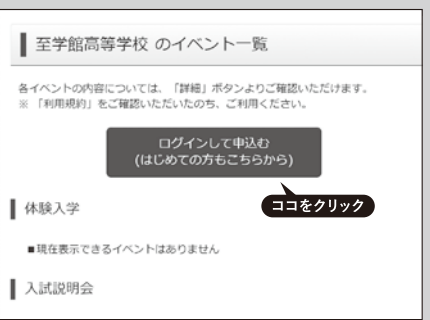 至学館高等学校 のイベント一覧
各イベントの内容については、「詳細」ボタンよりご確認いただけます。
※ 「利用規約」をご確認いただいたのち、ご利用ください。
ログインして申込む
(はじめての方もこちらから)
ココをクリック
体験入学
■現在表示できるイベントはありません
入試説明会